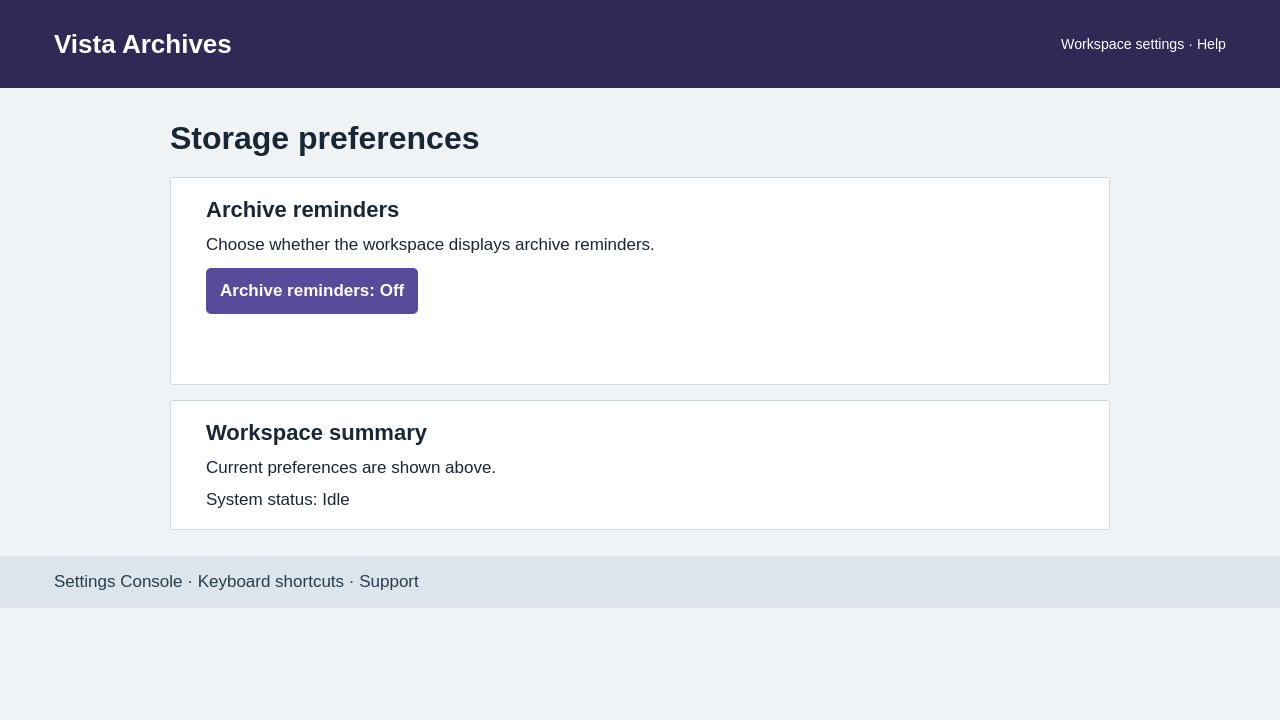 Vista Archives
Workspace settings · Help
Storage preferences
Archive reminders
Choose whether the workspace displays archive reminders.
Archive reminders: Off
Workspace summary
Current preferences are shown above.
System status: Idle
Settings Console · Keyboard shortcuts · Support